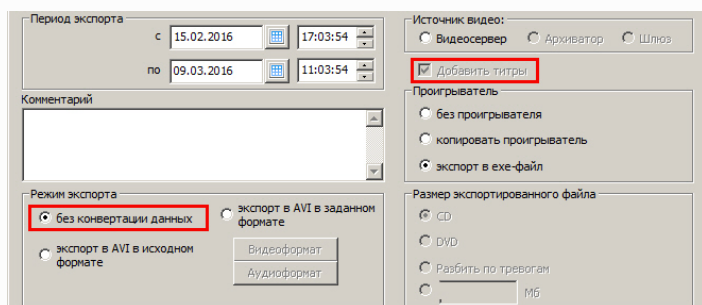 Период экспорта
с 15.02.2016 17:03:54
по 09.03.2016 11:03:54
Комментарий
Режим экспорта
без конвертации данных
экспорт в AVI в заданном
формате
экспорт в AVI в исходном
формате
Видеоформат
Аудиоформат
Источник видео:
Видеосервер Архиватор Шлюз
Добавить титры
Проигрыватель
без проигрывателя
копировать проигрыватель
экспорт в exe-файл
Размер экспортированного файла
CD
DVD
Разбить по тревогам
Мб